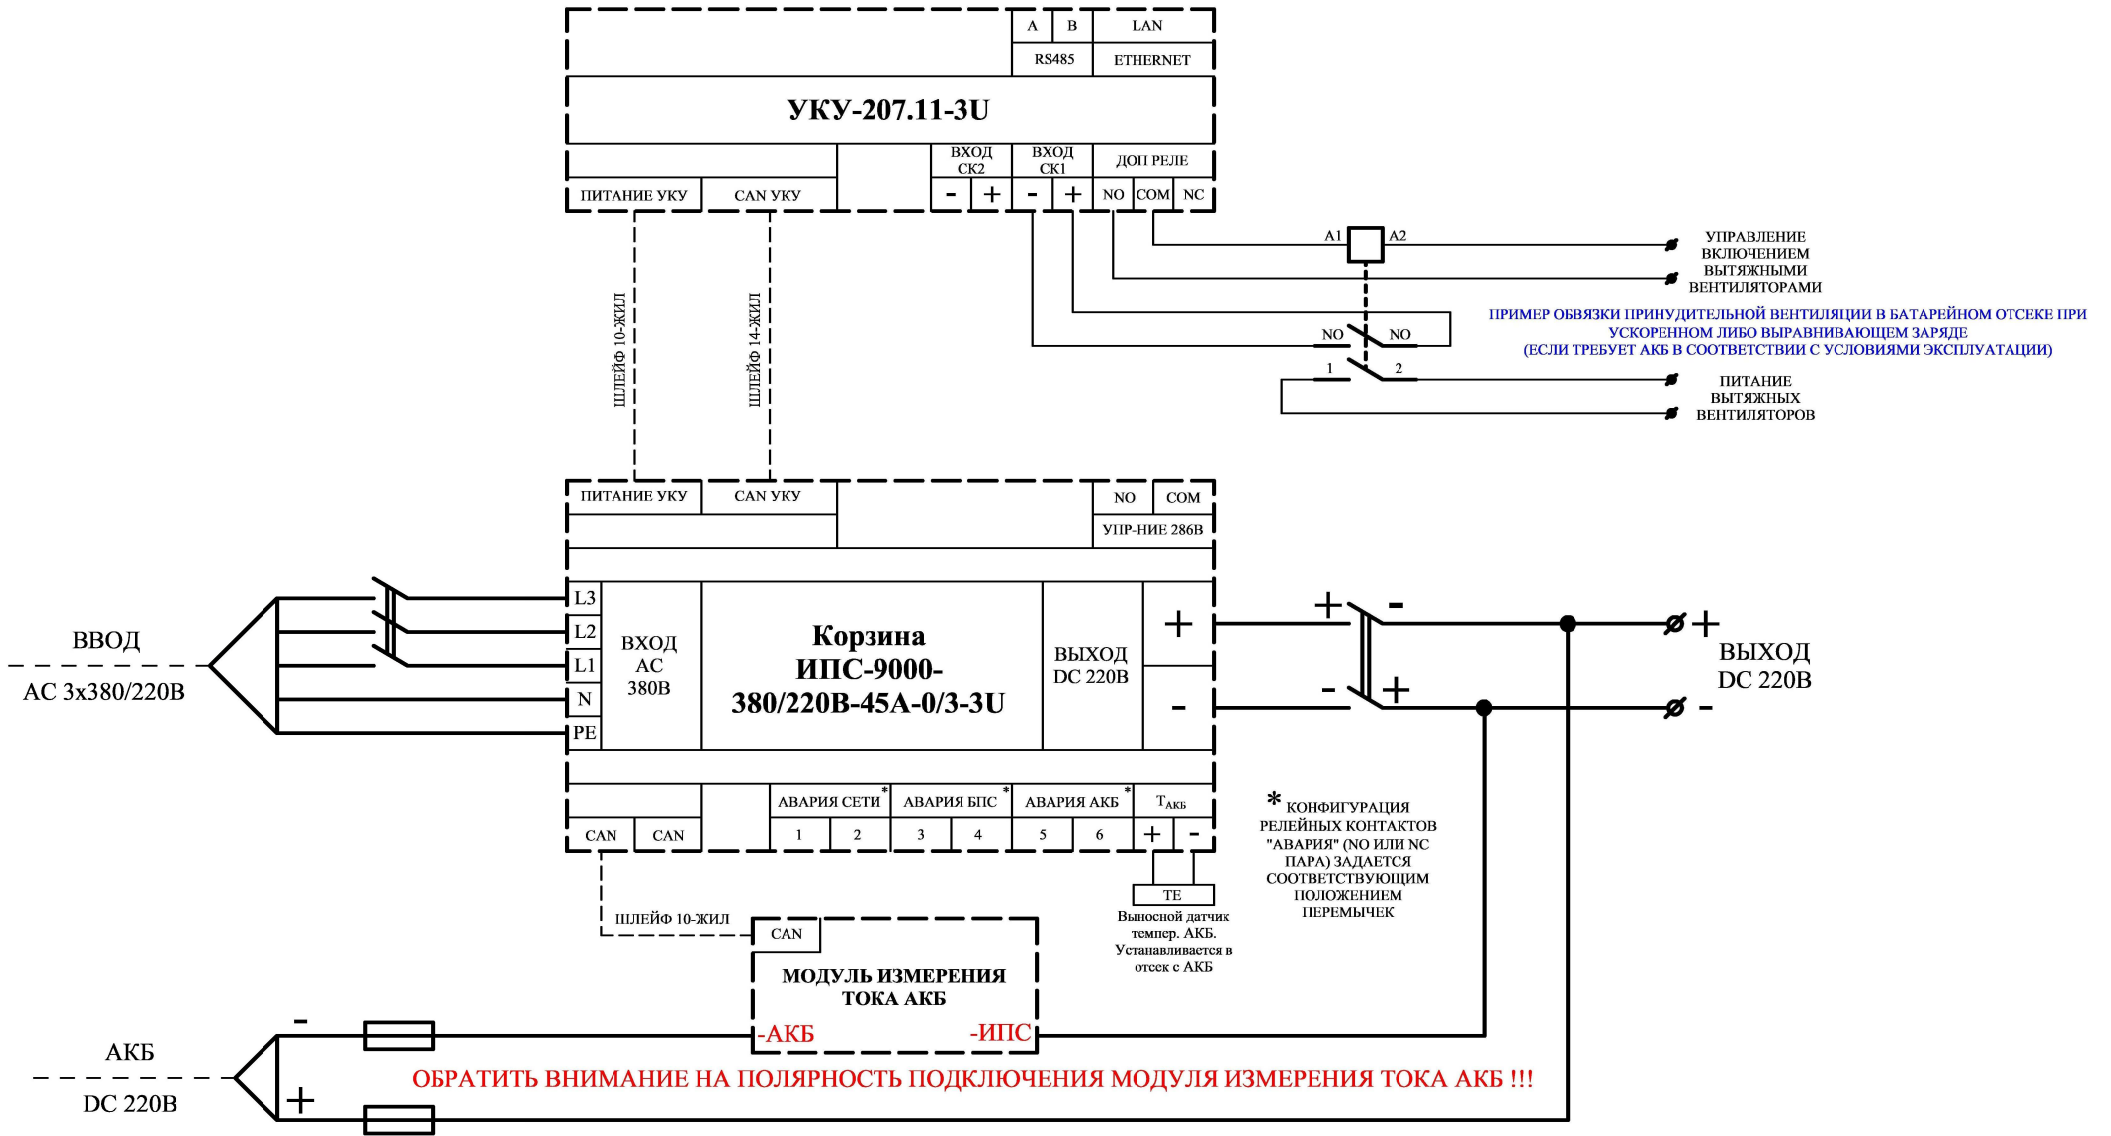 A B LAN
RS485 ETHERNET
УКУ-207.11-3U
ВХОД СК2 ВХОД СК1 ДОП РЕЛЕ
ПИТАНИЕ УКУ CAN УКУ - + - + NO COM NC
A1 A2
УПРАВЛЕНИЕ
ВКЛЮЧЕНИЕМ
ВЫТЯЖНЫМИ
ВЕНТИЛЯТОРАМИ
ШЛЕЙФ 10-ЖИЛ
ШЛЕЙФ 14-ЖИЛ
ПРИМЕР ОБВЯЗКИ ПРИНУДИТЕЛЬНОЙ ВЕНТИЛЯЦИИ В БАТАРЕЙНОМ ОТСЕКЕ ПРИ
УСКОРЕННОМ ЛИБО ВЫРАВНИВАЮЩЕМ ЗАРЯДЕ
(ЕСЛИ ТРЕБУЕТ АКБ В СООТВЕТСТВИИ С УСЛОВИЯМИ ЭКСПЛУАТАЦИИ)
NO NO
1 2
ПИТАНИЕ
ВЫТЯЖНЫХ
ВЕНТИЛЯТОРОВ
ПИТАНИЕ УКУ CAN УКУ NO COM
УПР-НИЕ 286В
ВВОД
AC 3x380/220В
L3
L2
L1
N
PE
ВХОД
AC
380В
Корзина
ИПС-9000-
380/220В-45А-0/3-3U
ВЫХОД
DC 220В
+
-
+ -
- +
+
ВЫХОД
DC 220В
-
АВАРИЯ СЕТИ* АВАРИЯ БПС* АВАРИЯ АКБ* TАКБ
CAN CAN 1 2 3 4 5 6 + -
* КОНФИГУРАЦИЯ
РЕЛЕЙНЫХ КОНТАКТОВ
"АВАРИЯ" (NO ИЛИ NC
ПАРА) ЗАДАЕТСЯ
СООТВЕТСТВУЮЩИМ
ПОЛОЖЕНИЕМ
ПЕРЕМЫЧЕК
TE
Выносной датчик
темпер. АКБ.
Устанавливается в
отсек с АКБ
ШЛЕЙФ 10-ЖИЛ
CAN
МОДУЛЬ ИЗМЕРЕНИЯ
ТОКА АКБ
-АКБ -ИПС
-
АКБ
DC 220В
+
ОБРАТИТЬ ВНИМАНИЕ НА ПОЛЯРНОСТЬ ПОДКЛЮЧЕНИЯ МОДУЛЯ ИЗМЕРЕНИЯ ТОКА АКБ !!!